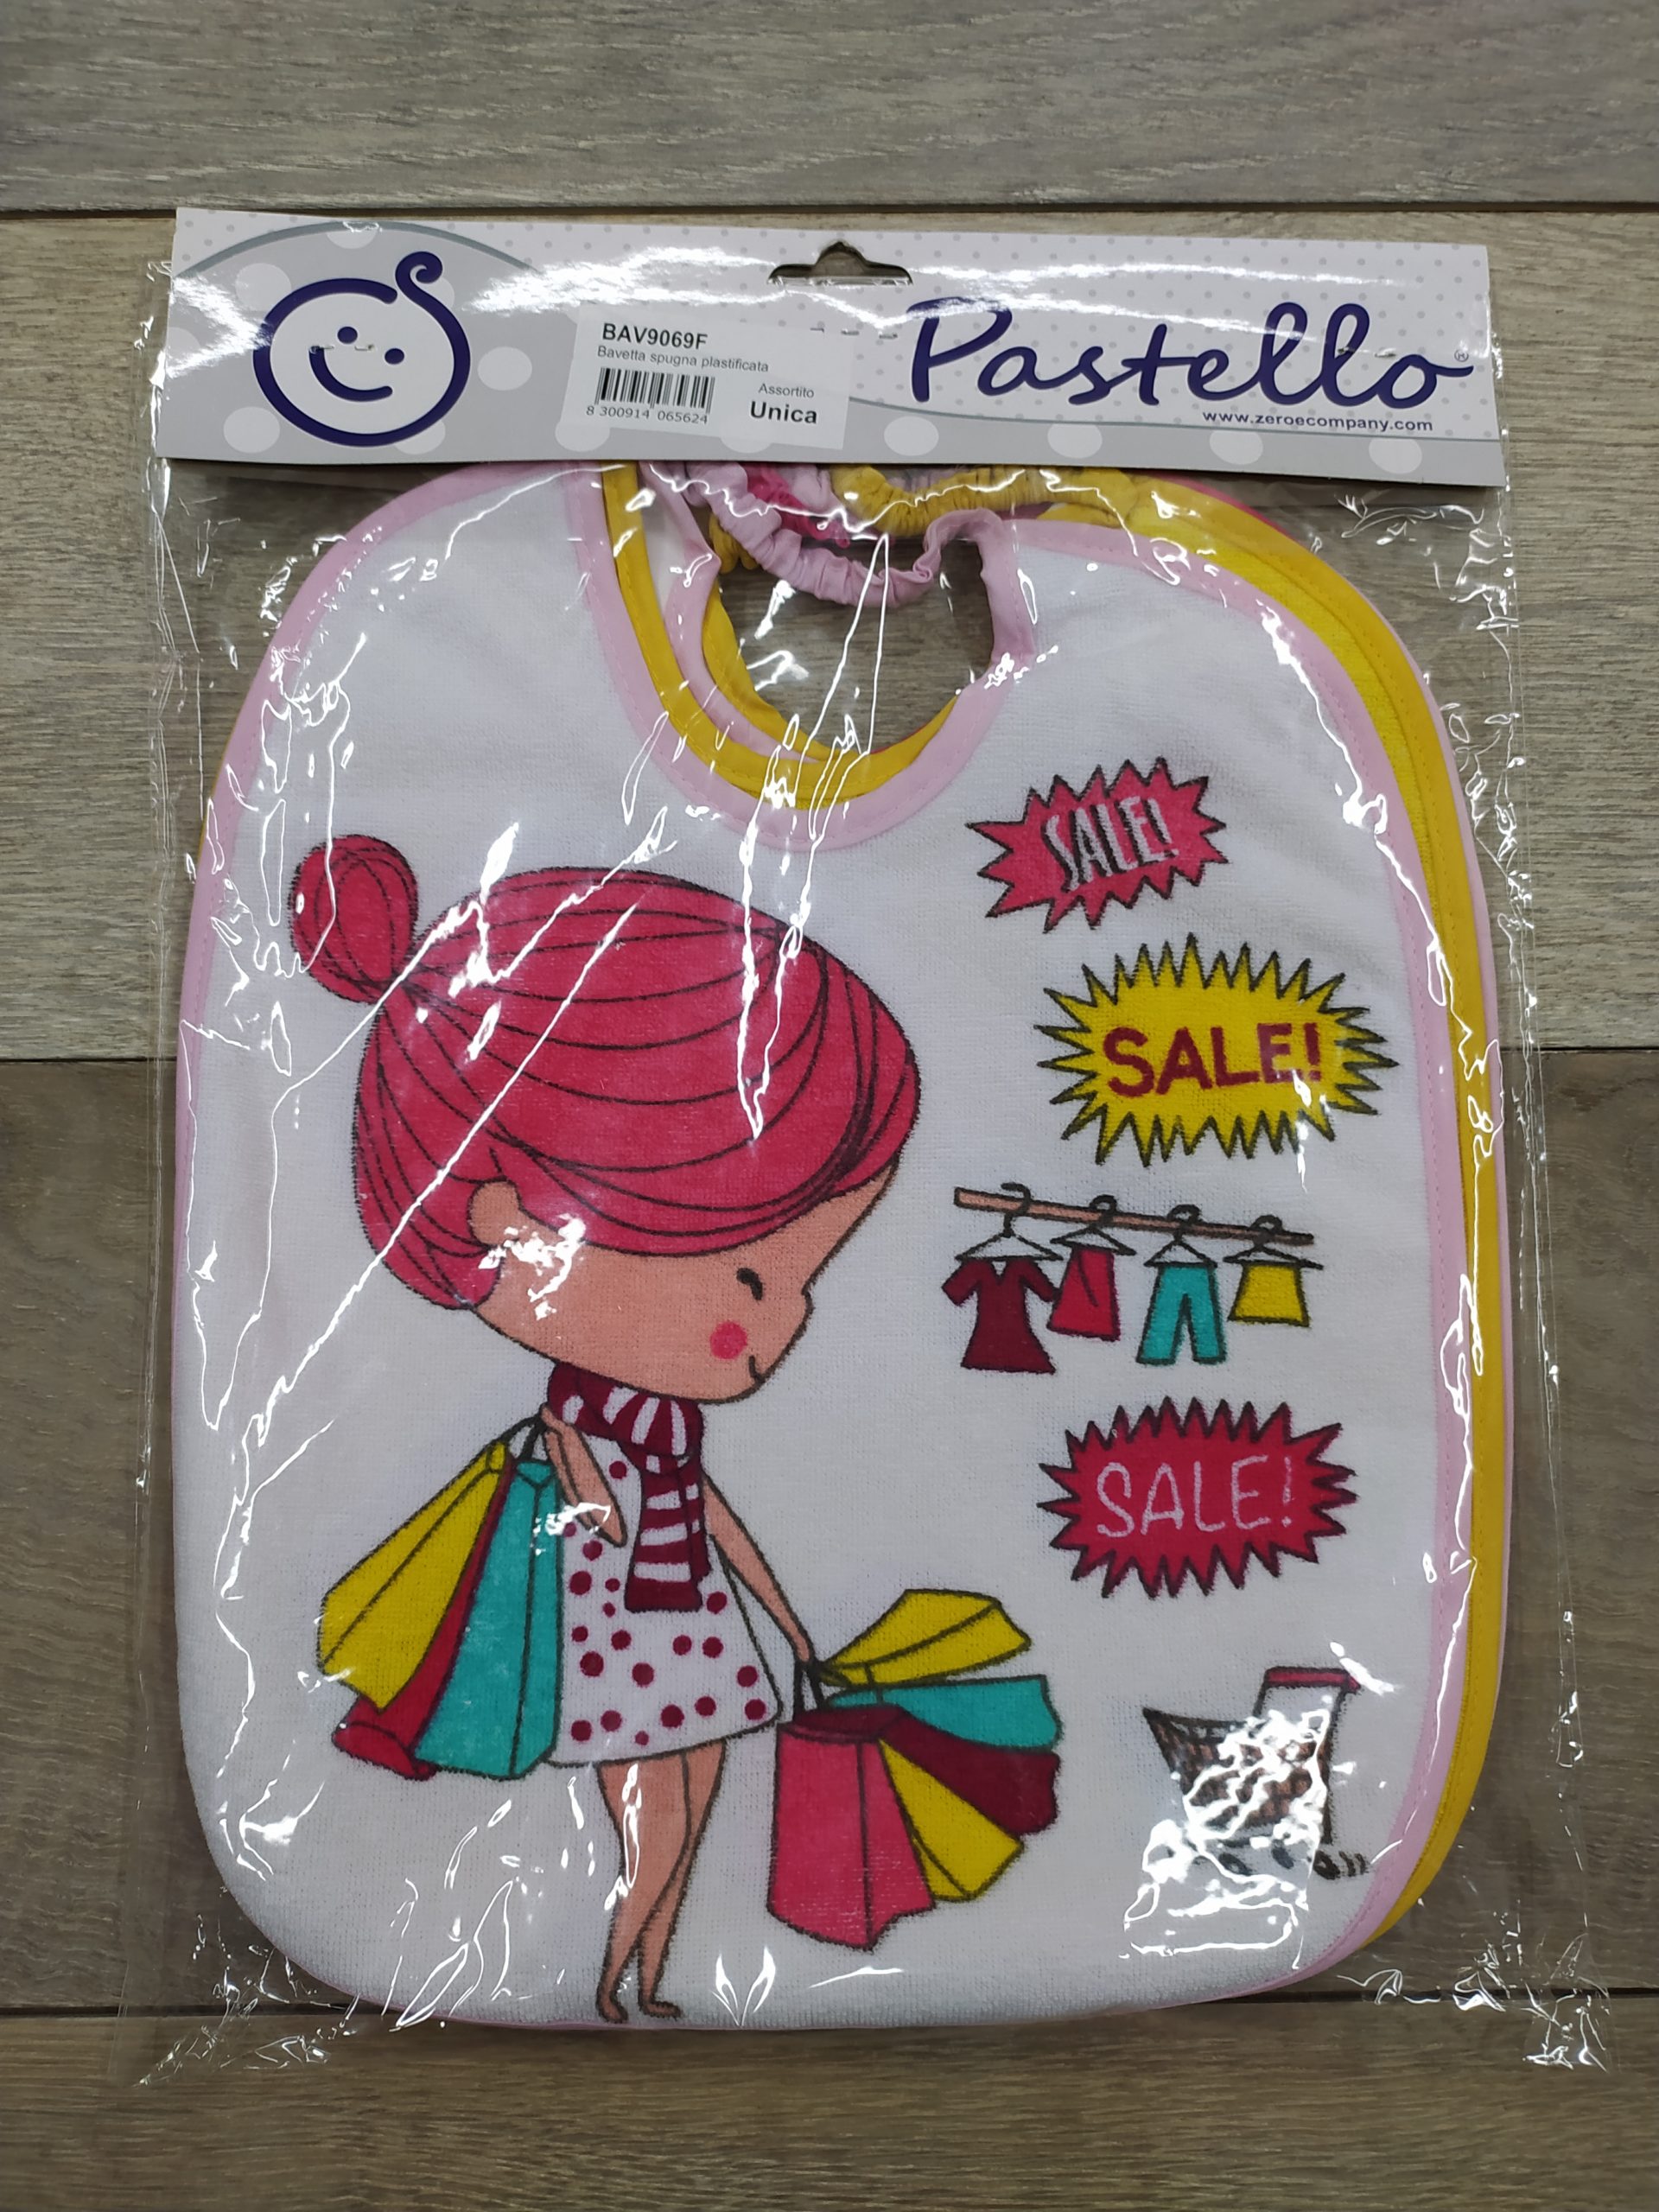 BAV9069F
Bavetta spugna plastificata
Assortito
Unica
8 300914 065624
Pastello®
www.zeroecompany.com
SALE!
SALE!
SALE!